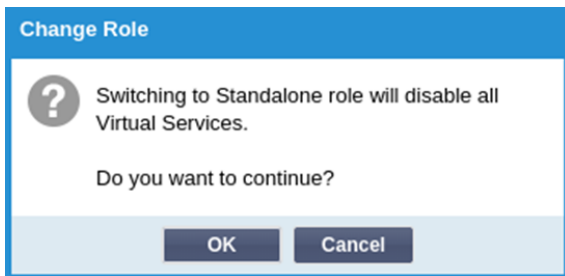 Change Role
Switching to Standalone role will disable all
Virtual Services.
Do you want to continue?
OK
Cancel